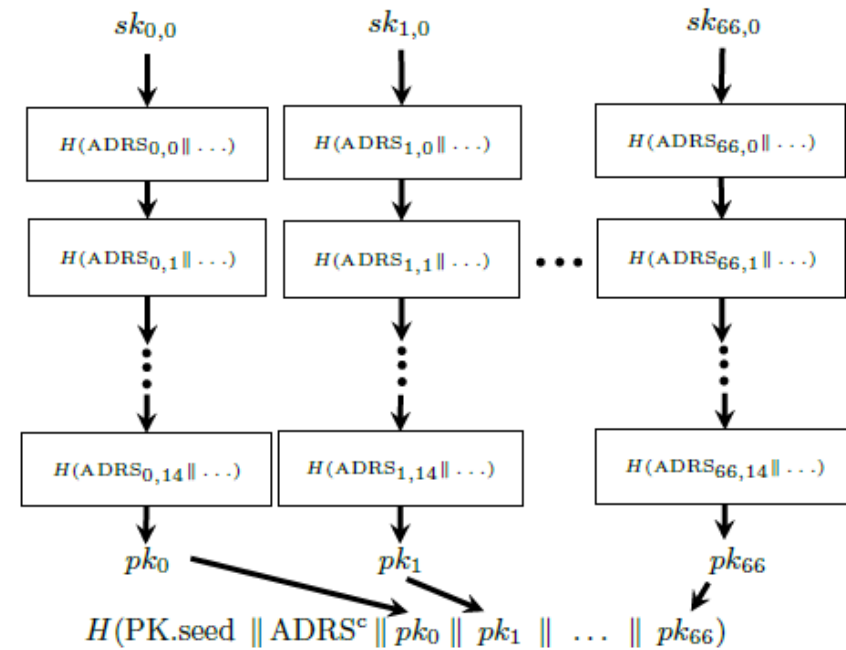 sk₀,₀ sk₁,₀ sk₆₆,₀
H(ADRS₀,₀‖ ...) H(ADRS₁,₀‖ ...) H(ADRS₆₆,₀‖ ...)
H(ADRS₀,₁‖ ...) H(ADRS₁,₁‖ ...) ••• H(ADRS₆₆,₁‖ ...)
H(ADRS₀,₁₄‖ ...) H(ADRS₁,₁₄‖ ...) H(ADRS₆₆,₁₄‖ ...)
pk₀ pk₁ pk₆₆
H(PK.seed ‖ ADRSᶜ ‖ pk₀ ‖ pk₁ ‖ ... ‖ pk₆₆)